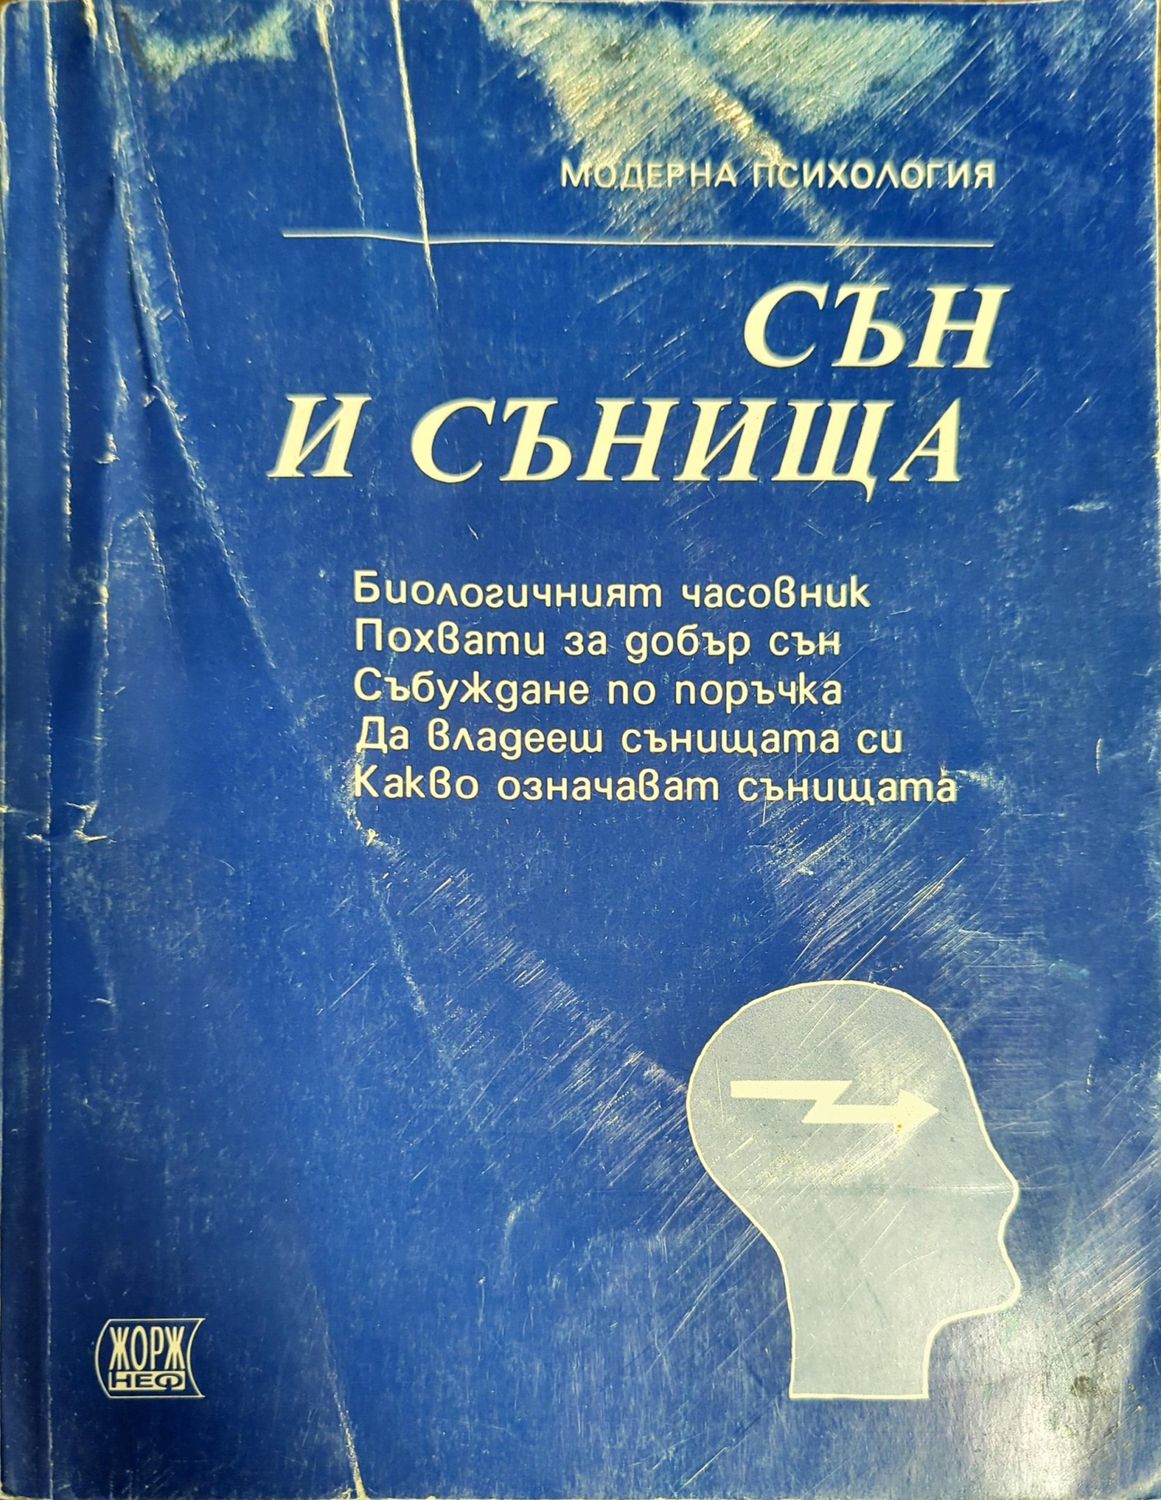 МОДЕРНА ПСИХОЛОГИЯ
СЪН
И СЪНИЩА
Биологичният часовник
Похвати за добър сън
Събуждане по поръчка
Да владееш сънищата си
Какво означават сънищата
ЖОРЖ
НЕФ